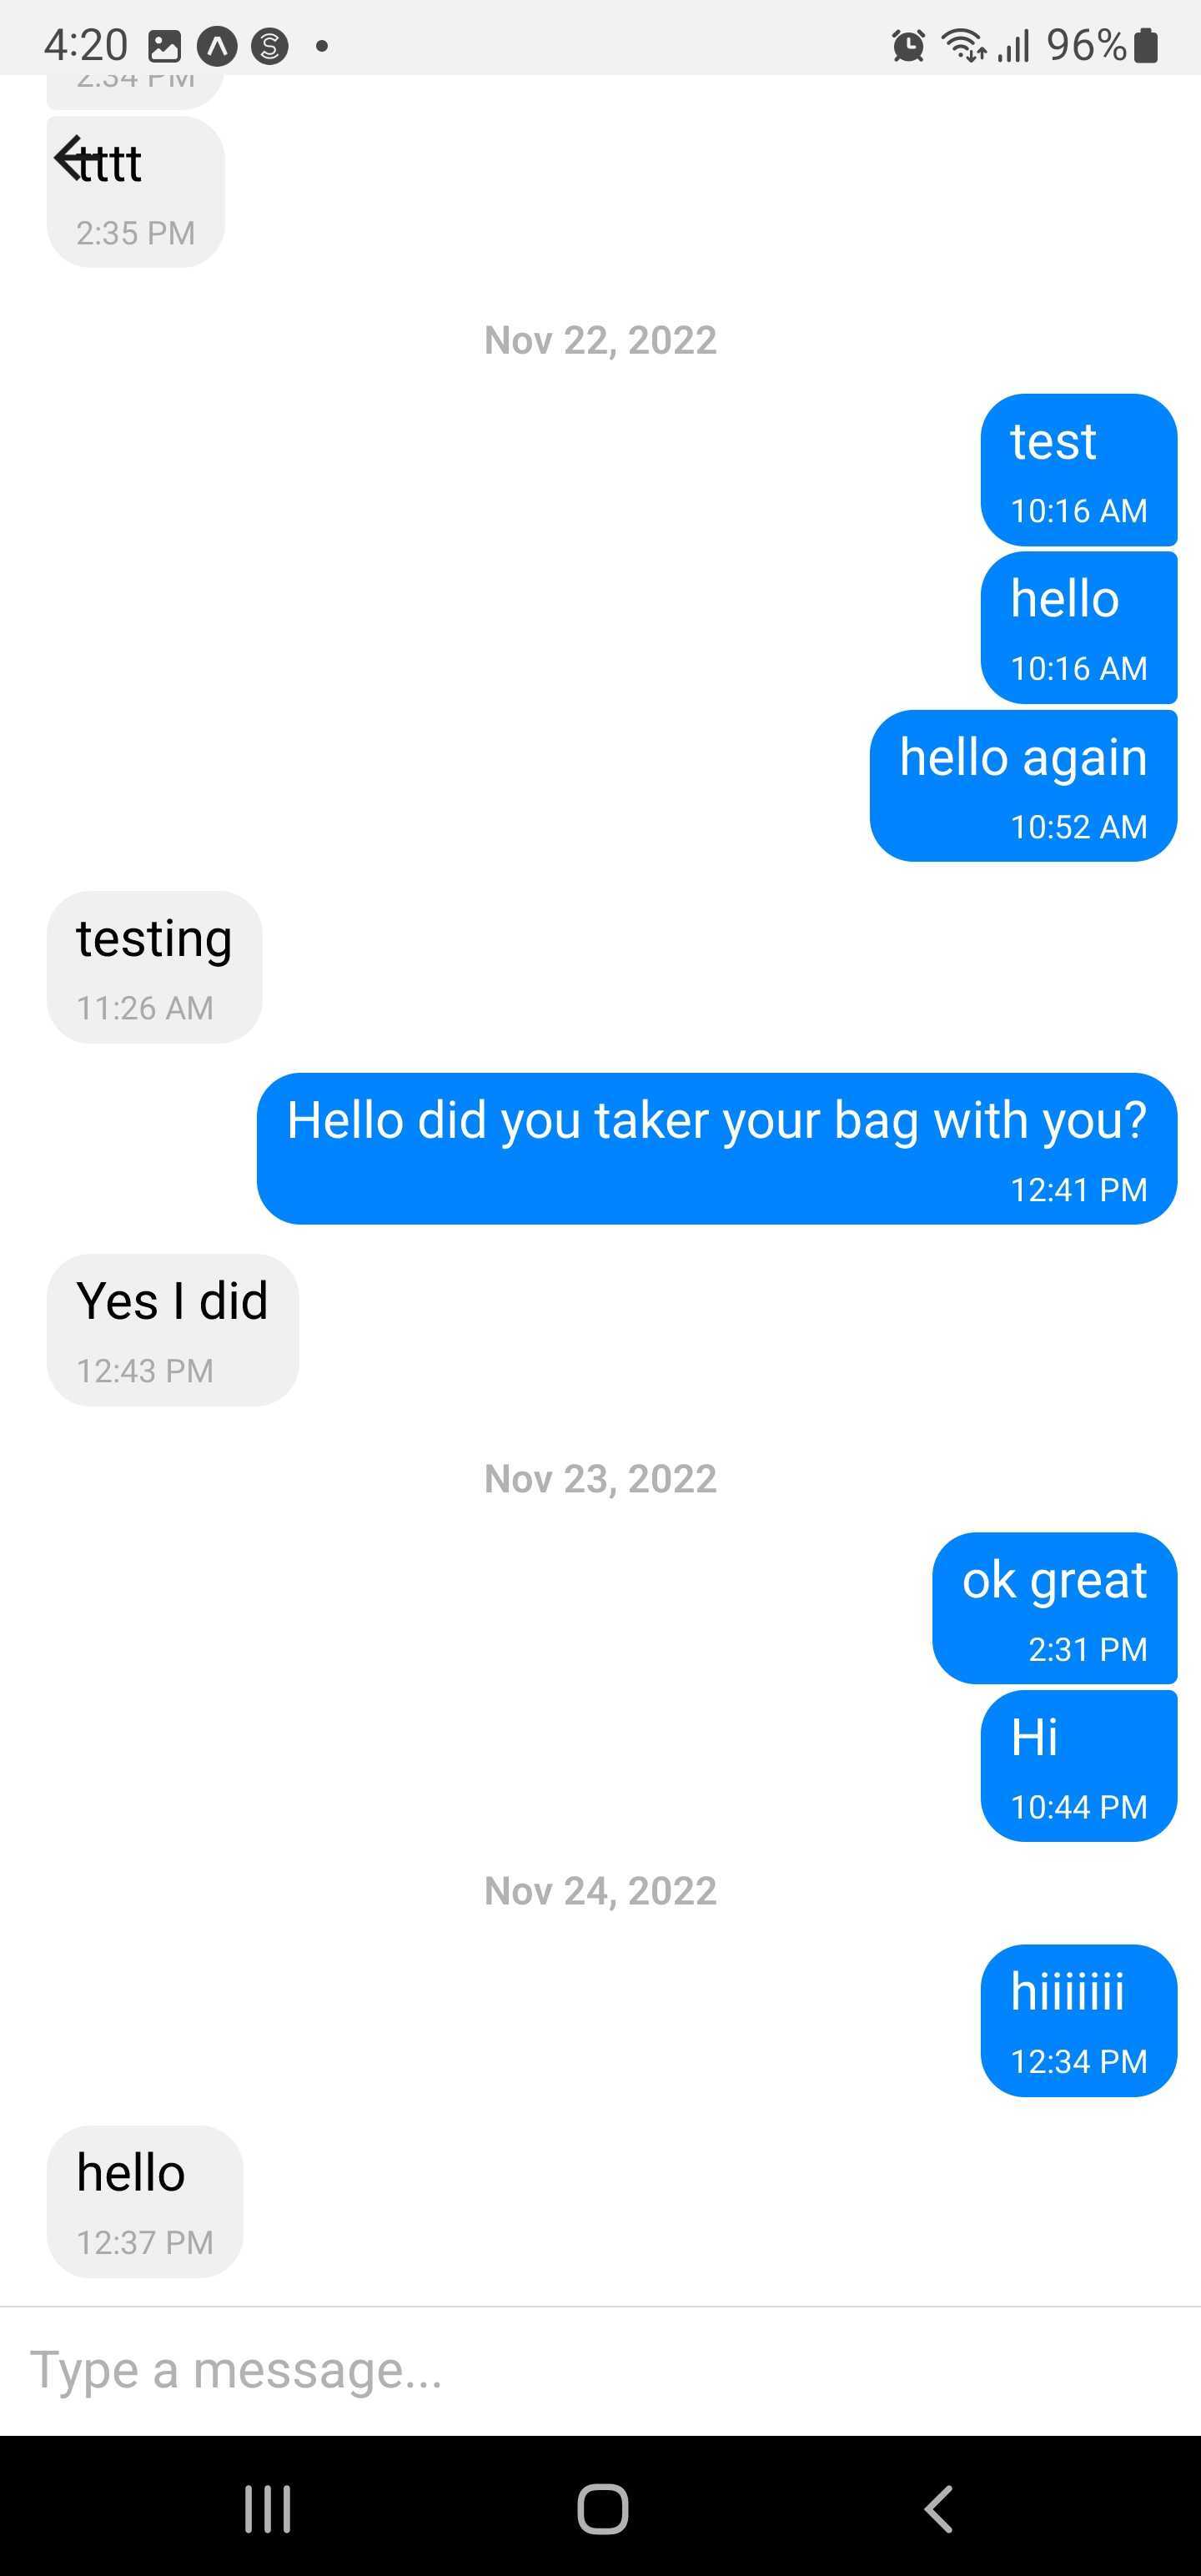 4:20 96%
2:34 PM
tttt
2:35 PM
Nov 22, 2022
test
10:16 AM
hello
10:16 AM
hello again
10:52 AM
testing
11:26 AM
Hello did you taker your bag with you?
12:41 PM
Yes I did
12:43 PM
Nov 23, 2022
ok great
2:31 PM
Hi
10:44 PM
Nov 24, 2022
hiiiiiii
12:34 PM
hello
12:37 PM
Type a message...